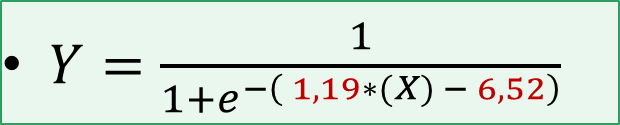 • Y = 1 / (1+e^−( 1,19*(X) − 6,52))